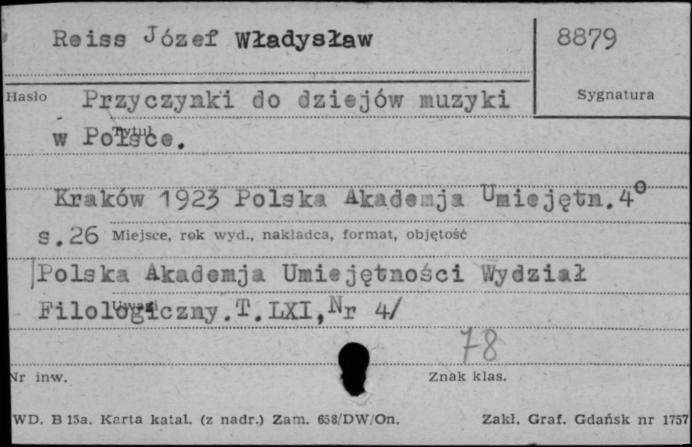 Reiss Józef Władysław
8879
Hasło Przyczynki do dziejów muzyki
Sygnatura
w Polsce.
Tytuł
Kraków 1923 Polska Akademja Umiejętn.4°
s.26 Miejsce, rok wyd., nakładca, format, objętość
/Polska Akademja Umiejętności Wydział
Filologiczny.T.LXI,Nr 4/
Uwagi
78
Nr inw.
Znak klas.
WD. B 15a. Karta katal. (z nadr.) Zam. 658/DW/On.
Zakł. Graf. Gdańsk nr 1757